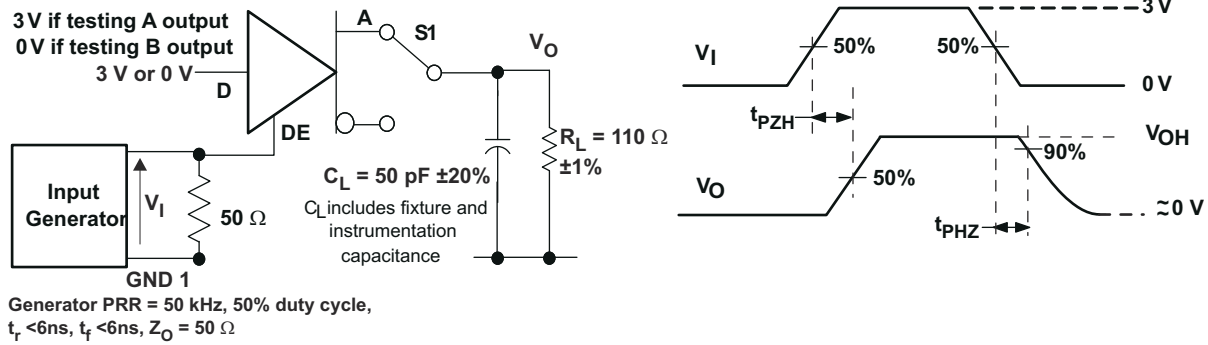 3 V if testing A output
0 V if testing B output
3 V or 0 V
D
A
S1
DE
V_O
Input
Generator
V_I
50 Ω
GND 1
C_L = 50 pF ±20%
C_L includes fixture and
instrumentation
capacitance
R_L = 110 Ω
±1%
Generator PRR = 50 kHz, 50% duty cycle,
t_r <6ns, t_f <6ns, Z_O = 50 Ω
V_I
50%
50%
3 V
0 V
t_PZH
V_O
50%
90%
V_OH
≈0 V
t_PHZ